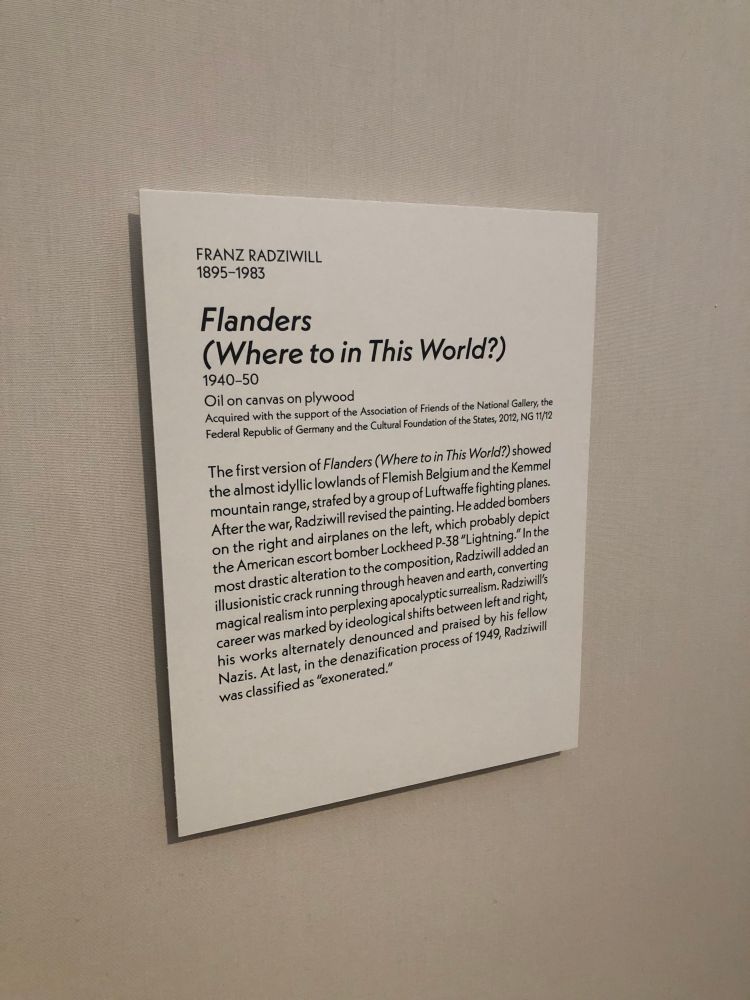 FRANZ RADZIWILL
1895–1983
Flanders
(Where to in This World?)
1940–50
Oil on canvas on plywood
Acquired with the support of the Association of Friends of the National Gallery, the
Federal Republic of Germany and the Cultural Foundation of the States, 2012, NG 11/12
The first version of Flanders (Where to in This World?) showed
the almost idyllic lowlands of Flemish Belgium and the Kemmel
mountain range, strafed by a group of Luftwaffe fighting planes.
After the war, Radziwill revised the painting. He added bombers
on the right and airplanes on the left, which probably depict
the American escort bomber Lockheed P-38 “Lightning.” In the
most drastic alteration to the composition, Radziwill added an
illusionistic crack running through heaven and earth, converting
magical realism into perplexing apocalyptic surrealism. Radziwill’s
career was marked by ideological shifts between left and right,
his works alternately denounced and praised by his fellow
Nazis. At last, in the denazification process of 1949, Radziwill
was classified as “exonerated.”